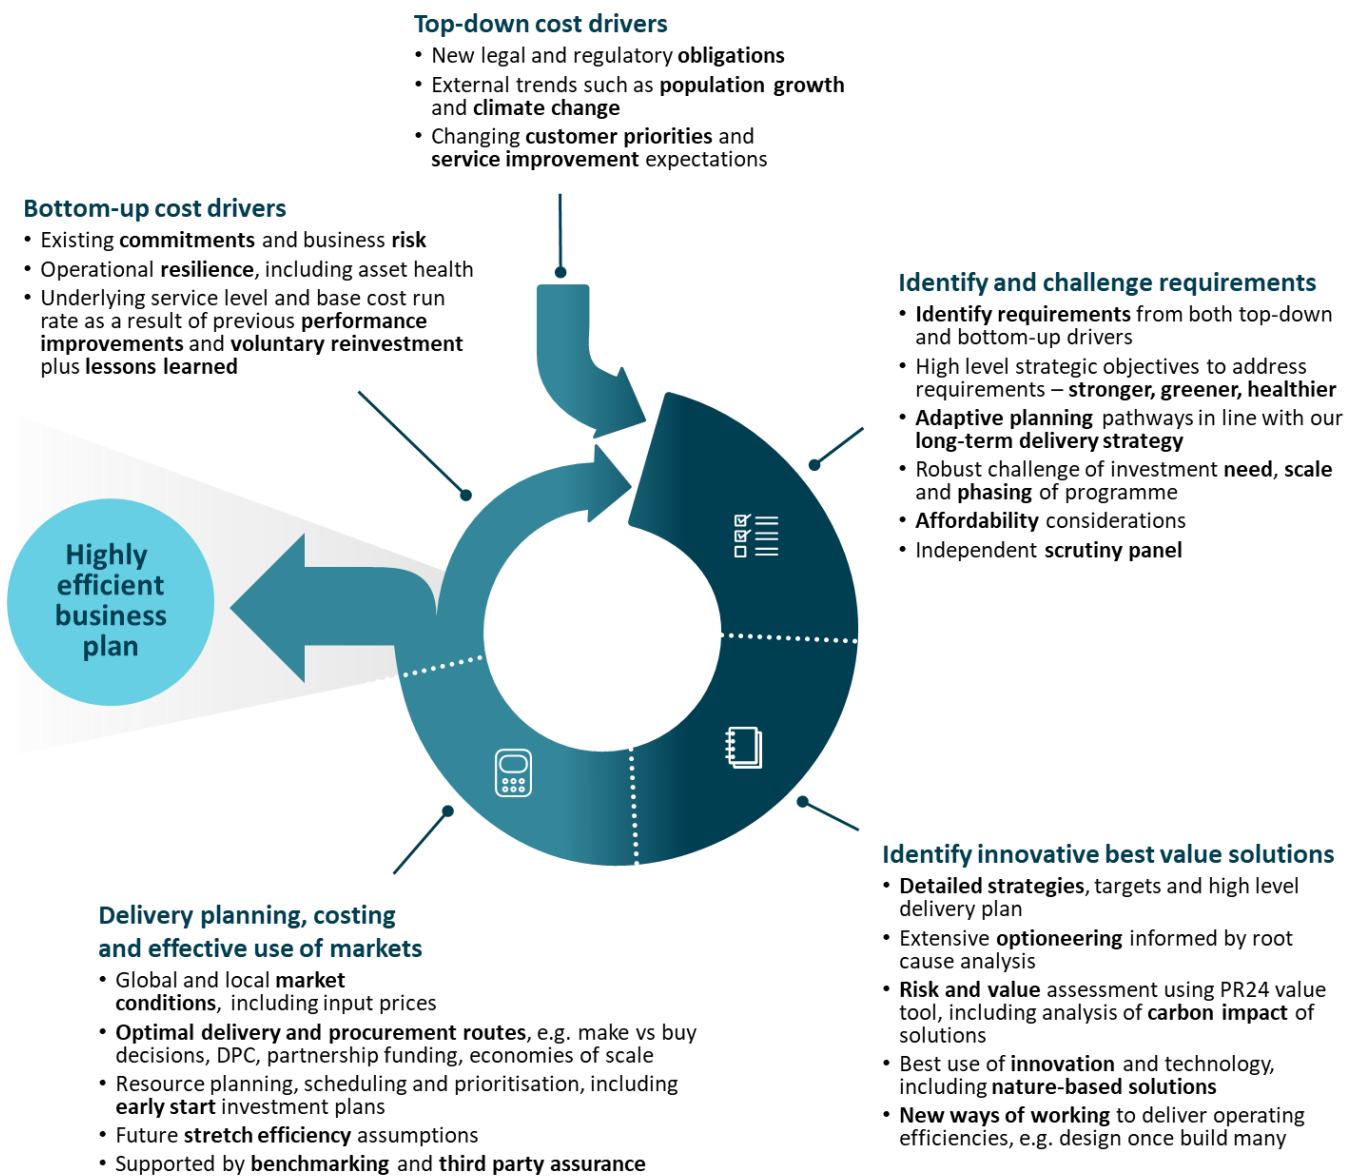 Top-down cost drivers
• New legal and regulatory obligations
• External trends such as population growth
and climate change
• Changing customer priorities and
service improvement expectations
Bottom-up cost drivers
• Existing commitments and business risk
• Operational resilience, including asset health
• Underlying service level and base cost run
rate as a result of previous performance
improvements and voluntary reinvestment
plus lessons learned
Identify and challenge requirements
• Identify requirements from both top-down
and bottom-up drivers
• High level strategic objectives to address
requirements – stronger, greener, healthier
• Adaptive planning pathways in line with our
long-term delivery strategy
• Robust challenge of investment need, scale
and phasing of programme
• Affordability considerations
• Independent scrutiny panel
Highly
efficient
business
plan
Identify innovative best value solutions
• Detailed strategies, targets and high level
delivery plan
• Extensive optioneering informed by root
cause analysis
• Risk and value assessment using PR24 value
tool, including analysis of carbon impact of
solutions
• Best use of innovation and technology,
including nature-based solutions
• New ways of working to deliver operating
efficiencies, e.g. design once build many
Delivery planning, costing
and effective use of markets
• Global and local market
conditions, including input prices
• Optimal delivery and procurement routes, e.g. make vs buy
decisions, DPC, partnership funding, economies of scale
• Resource planning, scheduling and prioritisation, including
early start investment plans
• Future stretch efficiency assumptions
• Supported by benchmarking and third party assurance